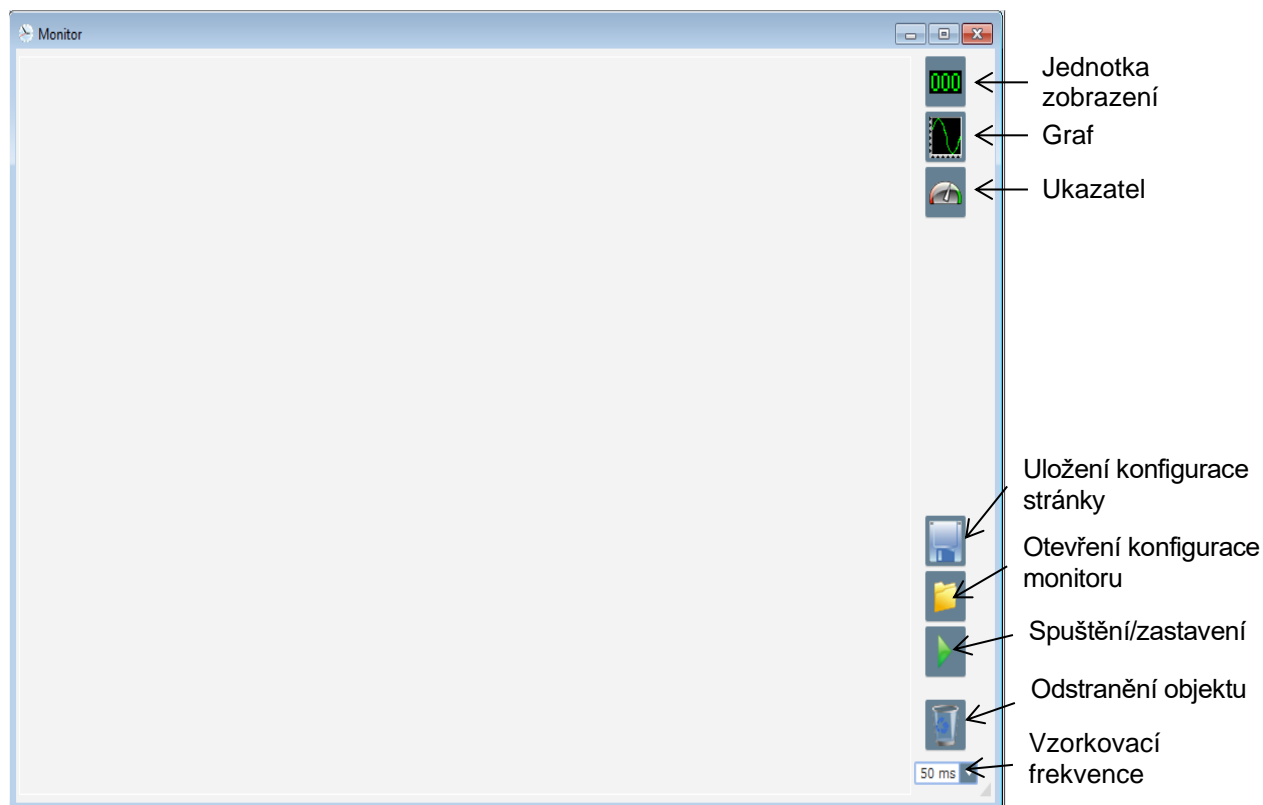 Monitor
000
Jednotka
zobrazení
Graf
Ukazatel
Uložení konfigurace
stránky
Otevření konfigurace
monitoru
Spuštění/zastavení
Odstranění objektu
Vzorkovací
frekvence
50 ms